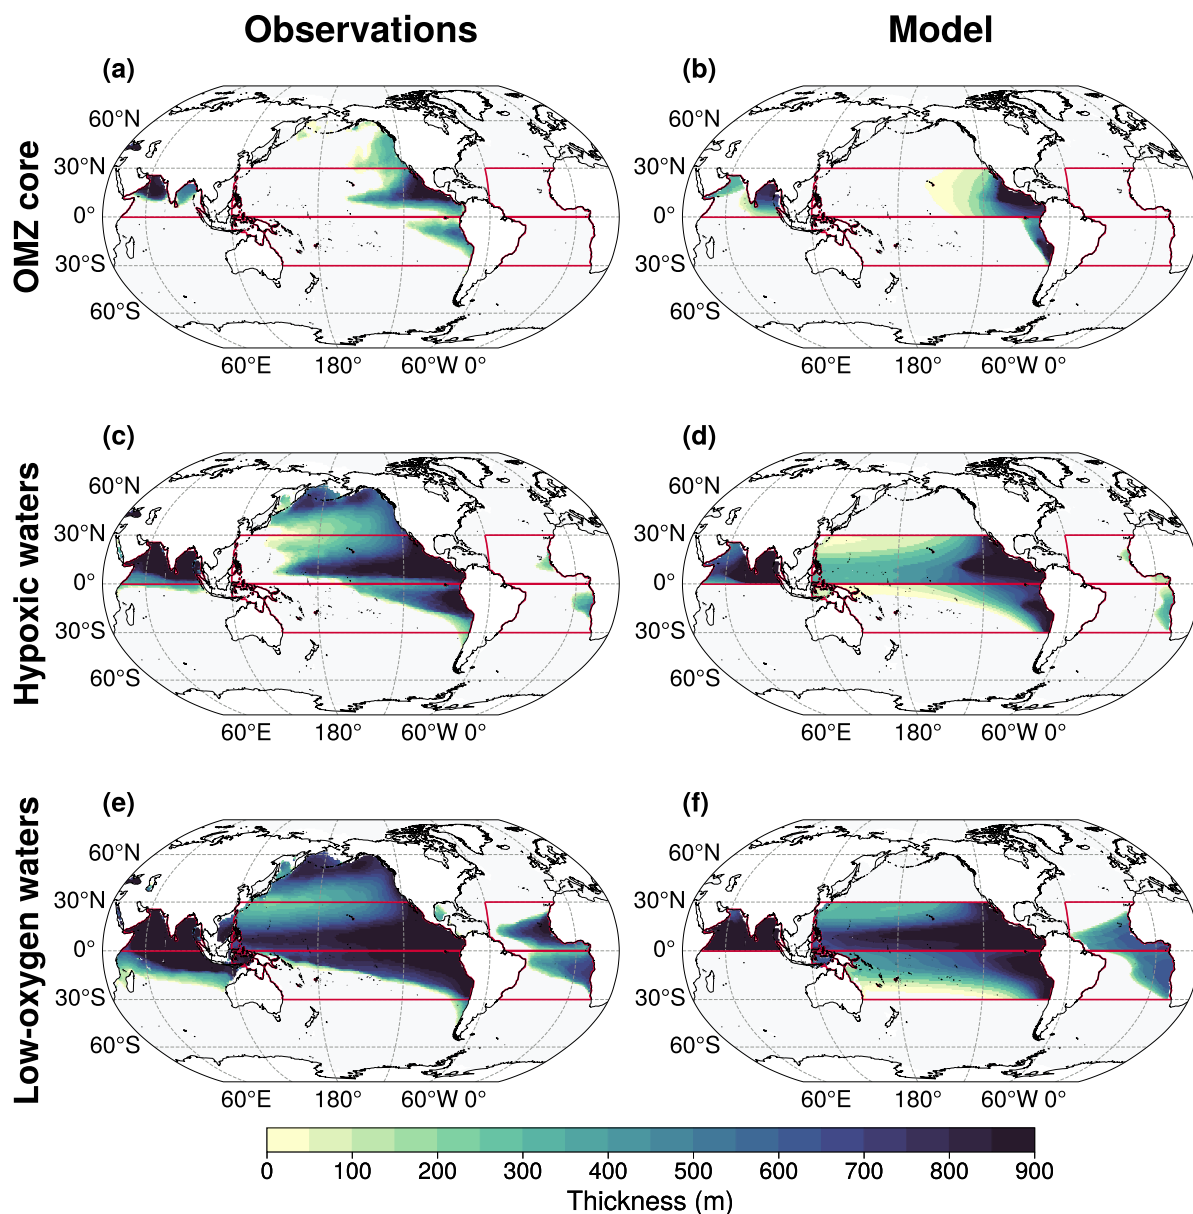 Observations Model
(a) (b)
OMZ core
60°N 60°N
30°N 30°N
0° 0°
30°S 30°S
60°S 60°S
60°E 180° 60°W 0° 60°E 180° 60°W 0°
(c) (d)
Hypoxic waters
60°N 60°N
30°N 30°N
0° 0°
30°S 30°S
60°S 60°S
60°E 180° 60°W 0° 60°E 180° 60°W 0°
(e) (f)
Low-oxygen waters
60°N 60°N
30°N 30°N
0° 0°
30°S 30°S
60°S 60°S
60°E 180° 60°W 0° 60°E 180° 60°W 0°
0 100 200 300 400 500 600 700 800 900
Thickness (m)